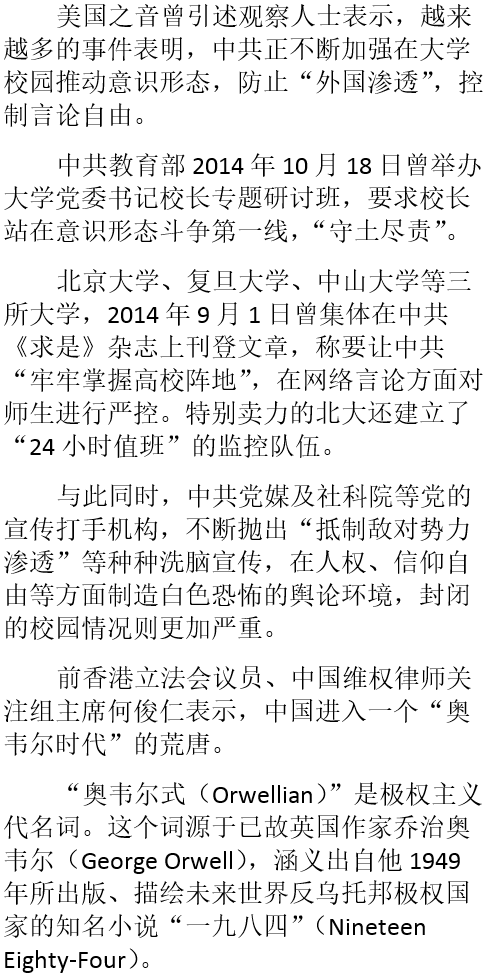 美国之音曾引述观察人士表示，越来
越多的事件表明，中共正不断加强在大学
校园推动意识形态，防止“外国渗透”，控
制言论自由。
中共教育部 2014 年 10 月 18 日曾举办
大学党委书记校长专题研讨班，要求校长
站在意识形态斗争第一线，“守土尽责”。
北京大学、复旦大学、中山大学等三
所大学，2014 年 9 月 1 日曾集体在中共
《求是》杂志上刊登文章，称要让中共
“牢牢掌握高校阵地”，在网络言论方面对
师生进行严控。特别卖力的北大还建立了
“24 小时值班”的监控队伍。
与此同时，中共党媒及社科院等党的
宣传打手机构，不断抛出“抵制敌对势力
渗透”等种种洗脑宣传，在人权、信仰自
由等方面制造白色恐怖的舆论环境，封闭
的校园情况则更加严重。
前香港立法会议员、中国维权律师关
注组主席何俊仁表示，中国进入一个“奥
韦尔时代”的荒唐。
“奥韦尔式（Orwellian）”是极权主义
代名词。这个词源于已故英国作家乔治奥
韦尔（George Orwell），涵义出自他 1949
年所出版、描绘未来世界反乌托邦极权国
家的知名小说“一九八四”（Nineteen
Eighty-Four）。